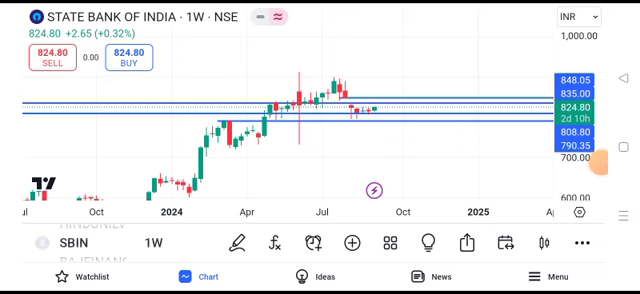 STATE BANK OF INDIA · 1W · NSE
INR
824.80 +2.65 (+0.32%)
1,000.00
824.80
SELL
0.00
824.80
BUY
848.05
835.00
824.80
2d 10h
808.80
790.35
700.00
600.00
Oct
2024
Apr
Jul
Oct
2025
SBIN
1W
Watchlist
Chart
Ideas
News
Menu